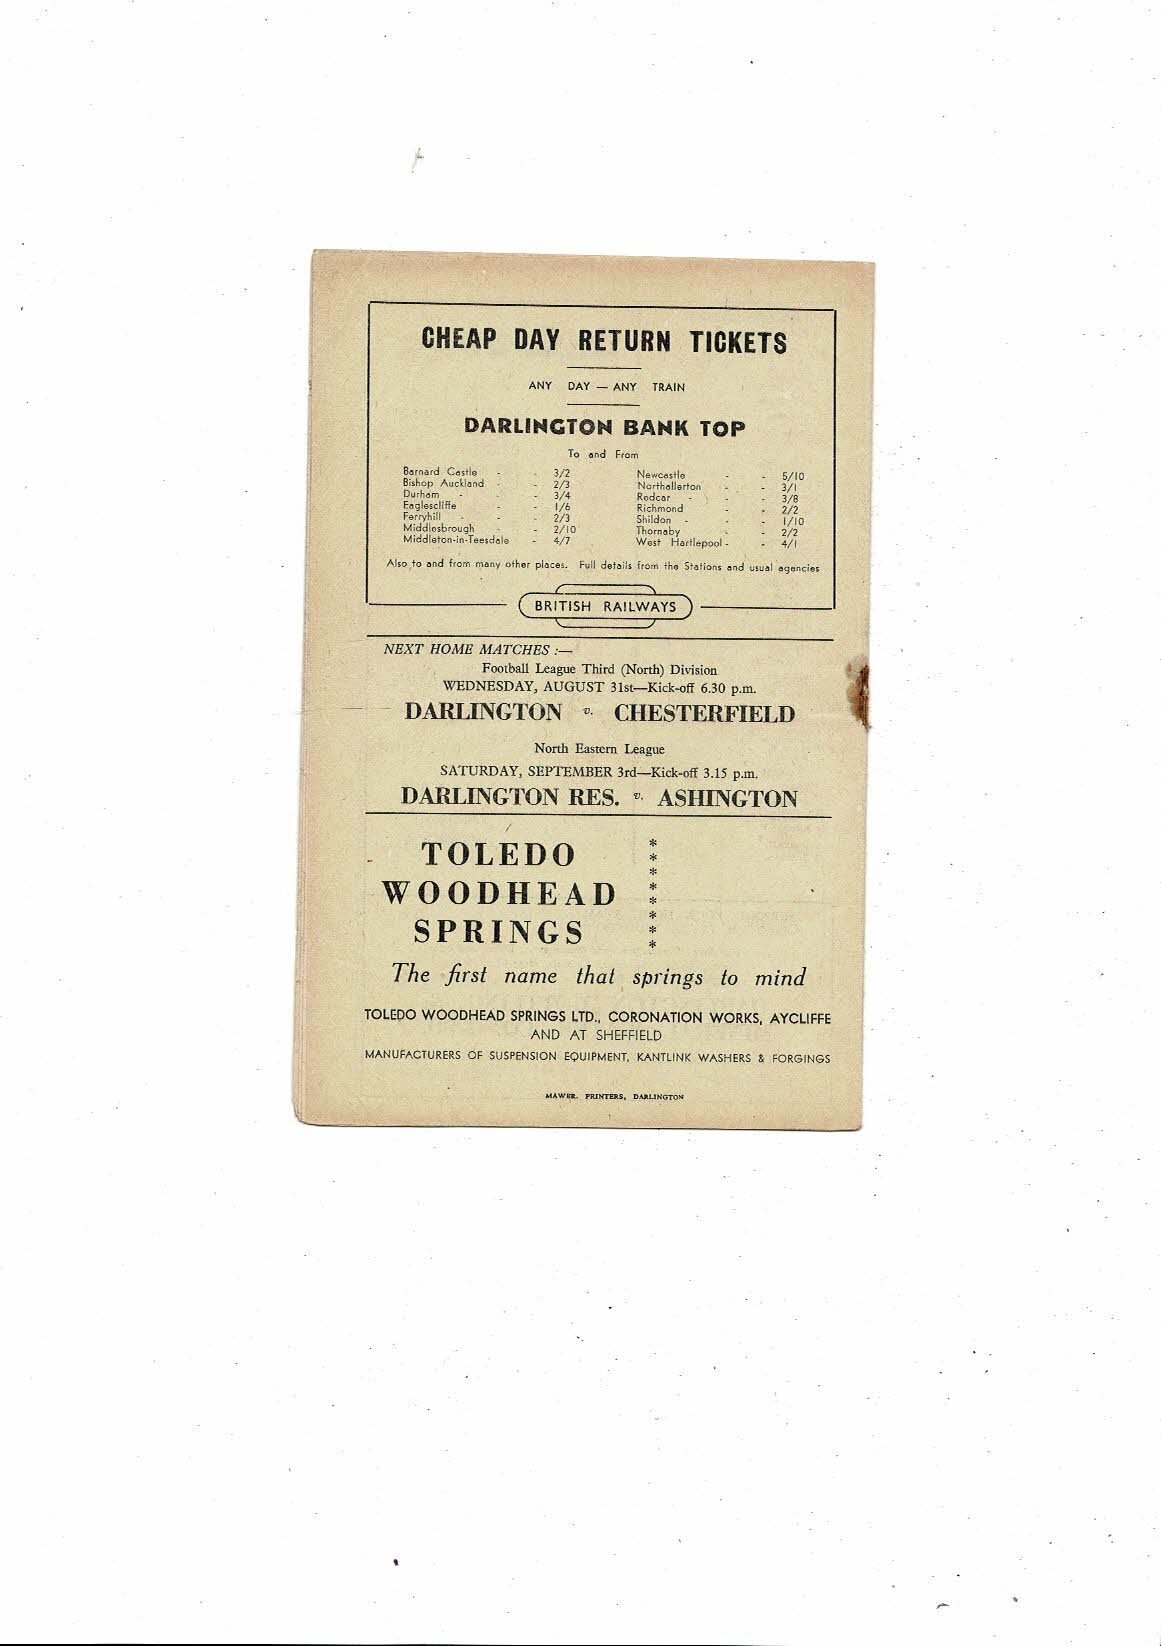 CHEAP DAY RETURN TICKETS
ANY DAY — ANY TRAIN
DARLINGTON BANK TOP
To and From
Barnard Castle - - 3/2
Bishop Auckland - - 2/3
Durham - - 3/4
Eaglescliffe - - 1/6
Ferryhill - - 2/3
Middlesbrough - - 2/10
Middleton-in-Teesdale - 4/7
Newcastle - - 5/10
Northallerton - - 3/1
Redcar - - - 3/8
Richmond - - 2/2
Shildon - - - 1/10
Thornaby - - 2/2
West Hartlepool - - 4/1
Also to and from many other places. Full details from the Stations and usual agencies
BRITISH RAILWAYS
NEXT HOME MATCHES :—
Football League Third (North) Division
WEDNESDAY, AUGUST 31st—Kick-off 6.30 p.m.
DARLINGTON v. CHESTERFIELD
North Eastern League
SATURDAY, SEPTEMBER 3rd—Kick-off 3.15 p.m.
DARLINGTON RES. v. ASHINGTON
TOLEDO
WOODHEAD
SPRINGS
The first name that springs to mind
TOLEDO WOODHEAD SPRINGS LTD., CORONATION WORKS, AYCLIFFE
AND AT SHEFFIELD
MANUFACTURERS OF SUSPENSION EQUIPMENT, KANTLINK WASHERS & FORGINGS
MAWER, PRINTERS, DARLINGTON